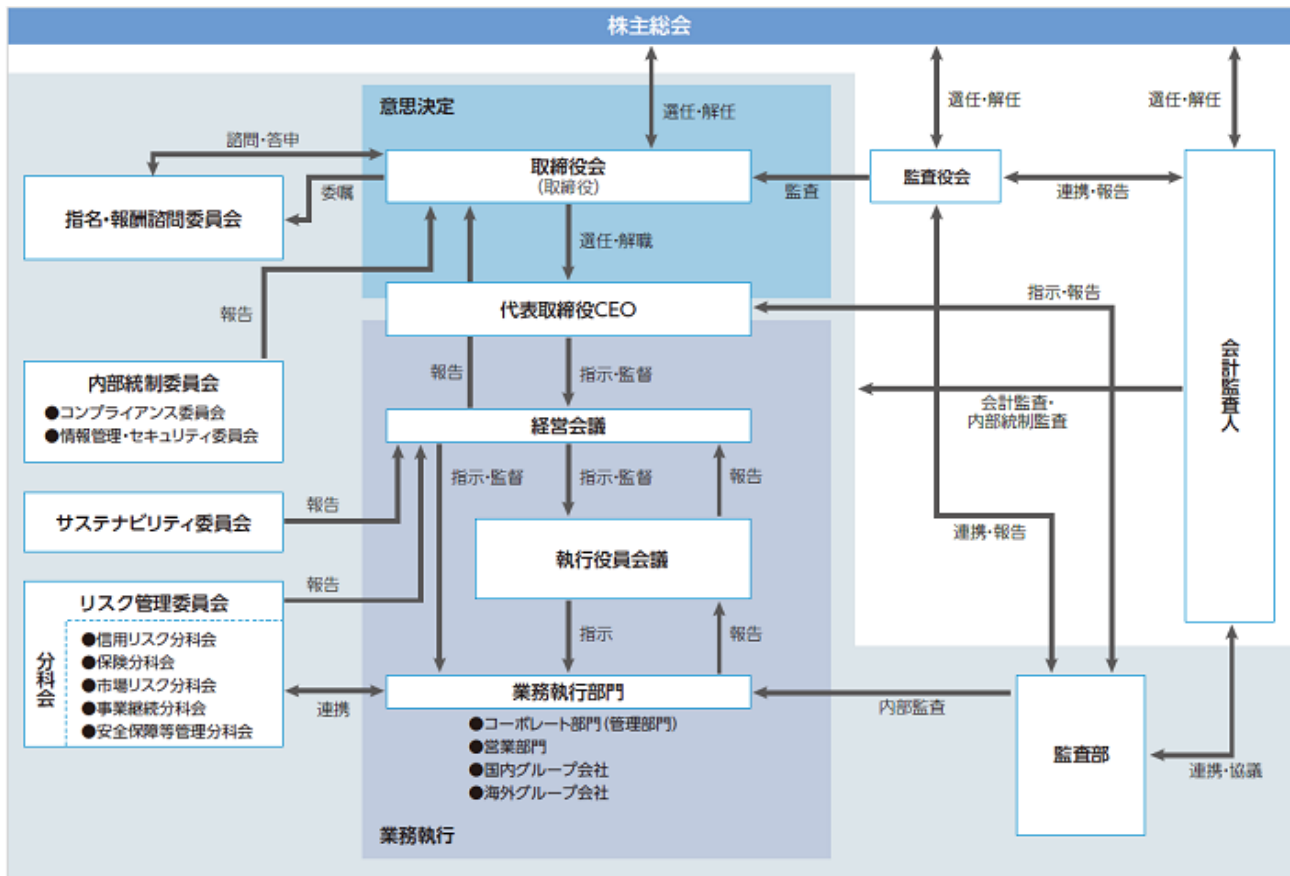 株主総会
選任・解任
選任・解任
選任・解任
意思決定
諮問・答申
取締役会
(取締役)
監査
監査役会
連携・報告
委嘱
指名・報酬諮問委員会
選任・解職
代表取締役CEO
指示・報告
報告
会計監査人
内部統制委員会
●コンプライアンス委員会
●情報管理・セキュリティ委員会
報告
指示・監督
会計監査・
内部統制監査
経営会議
指示・監督
指示・監督
報告
サステナビリティ委員会
報告
執行役員会議
連携・報告
リスク管理委員会
報告
分科会
●信用リスク分科会
●保険分科会
●市場リスク分科会
●事業継続分科会
●安全保障等管理分科会
指示
報告
連携
業務執行部門
●コーポレート部門(管理部門)
●営業部門
●国内グループ会社
●海外グループ会社
内部監査
監査部
連携・協議
業務執行